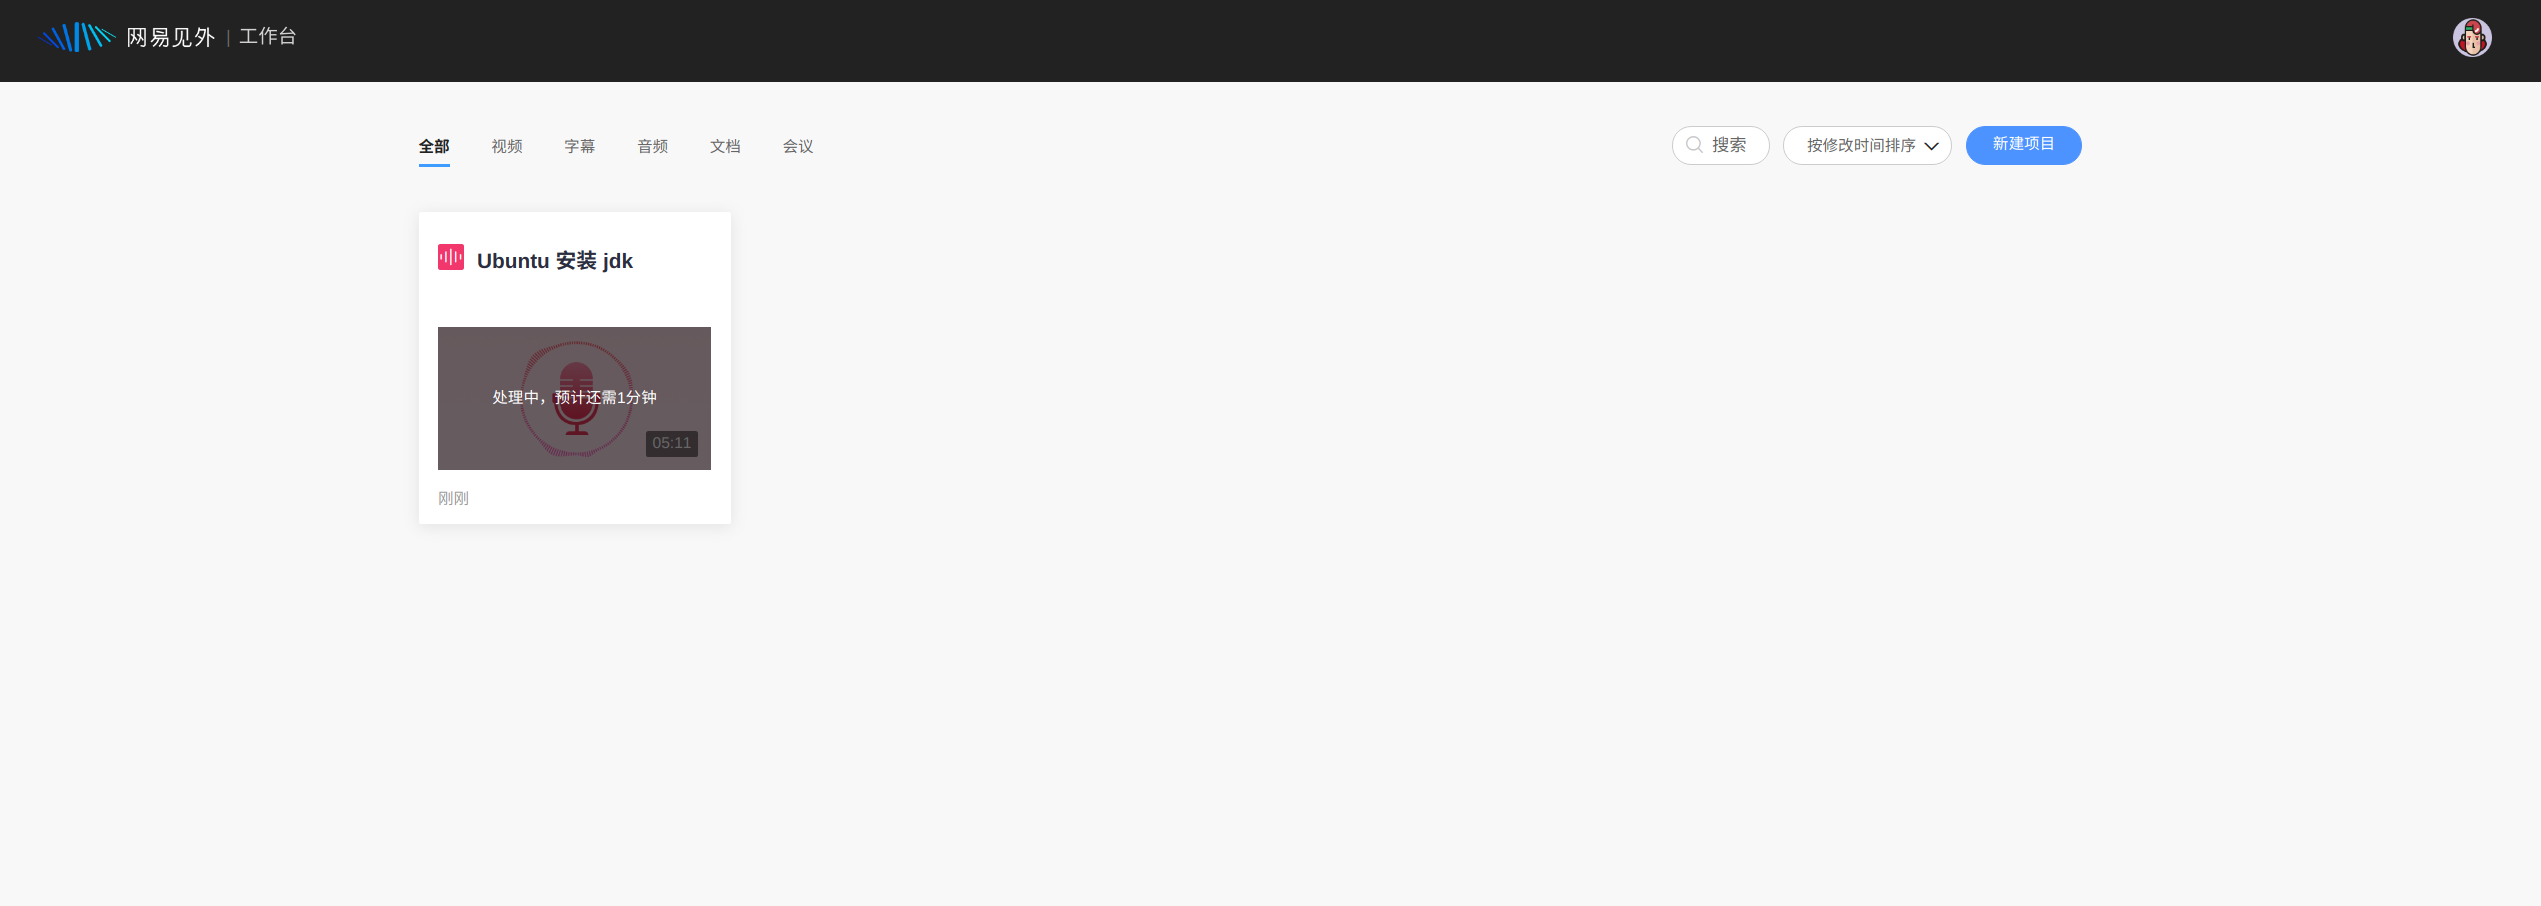 网易见外 | 工作台
全部 视频 字幕 音频 文档 会议 搜索 按修改时间排序 新建项目
Ubuntu 安装 jdk
处理中，预计还需1分钟
05:11
刚刚